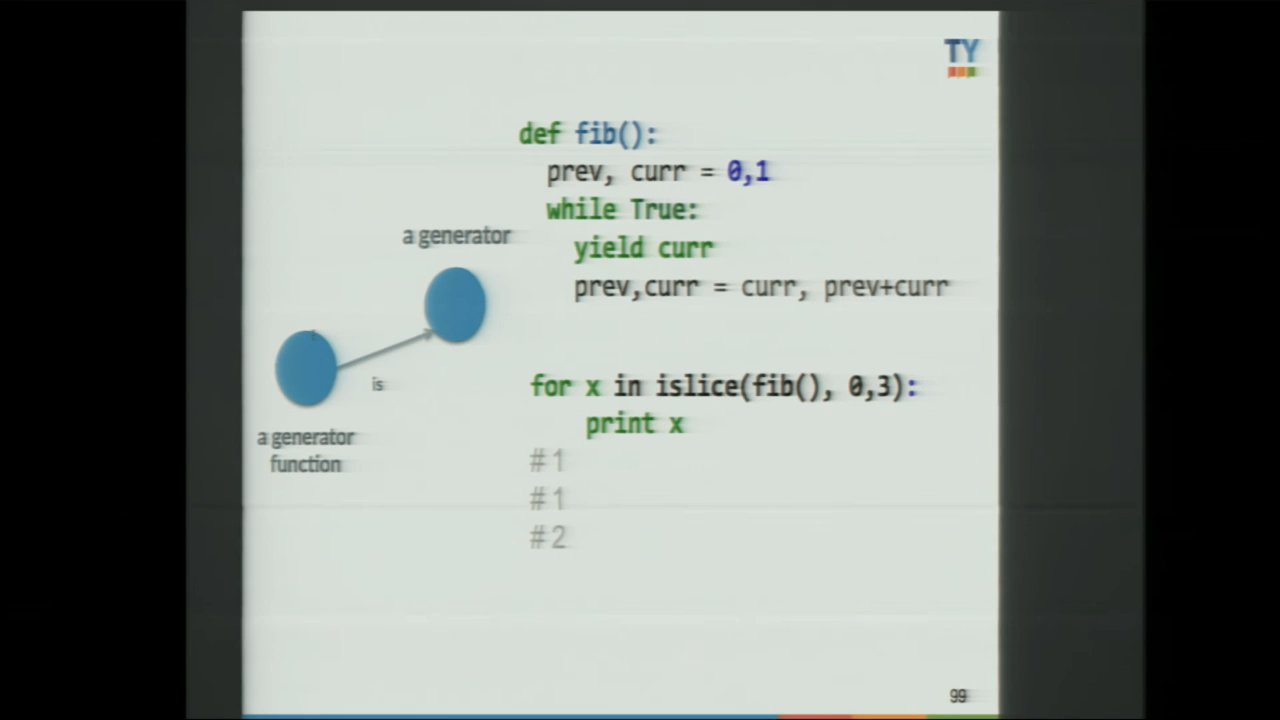 TY
def fib():
prev, curr = 0,1
while True:
yield curr
prev,curr = curr, prev+curr
for x in islice(fib(), 0,3):
print x
#1
#1
#2
a generator
is
a generator
function
99